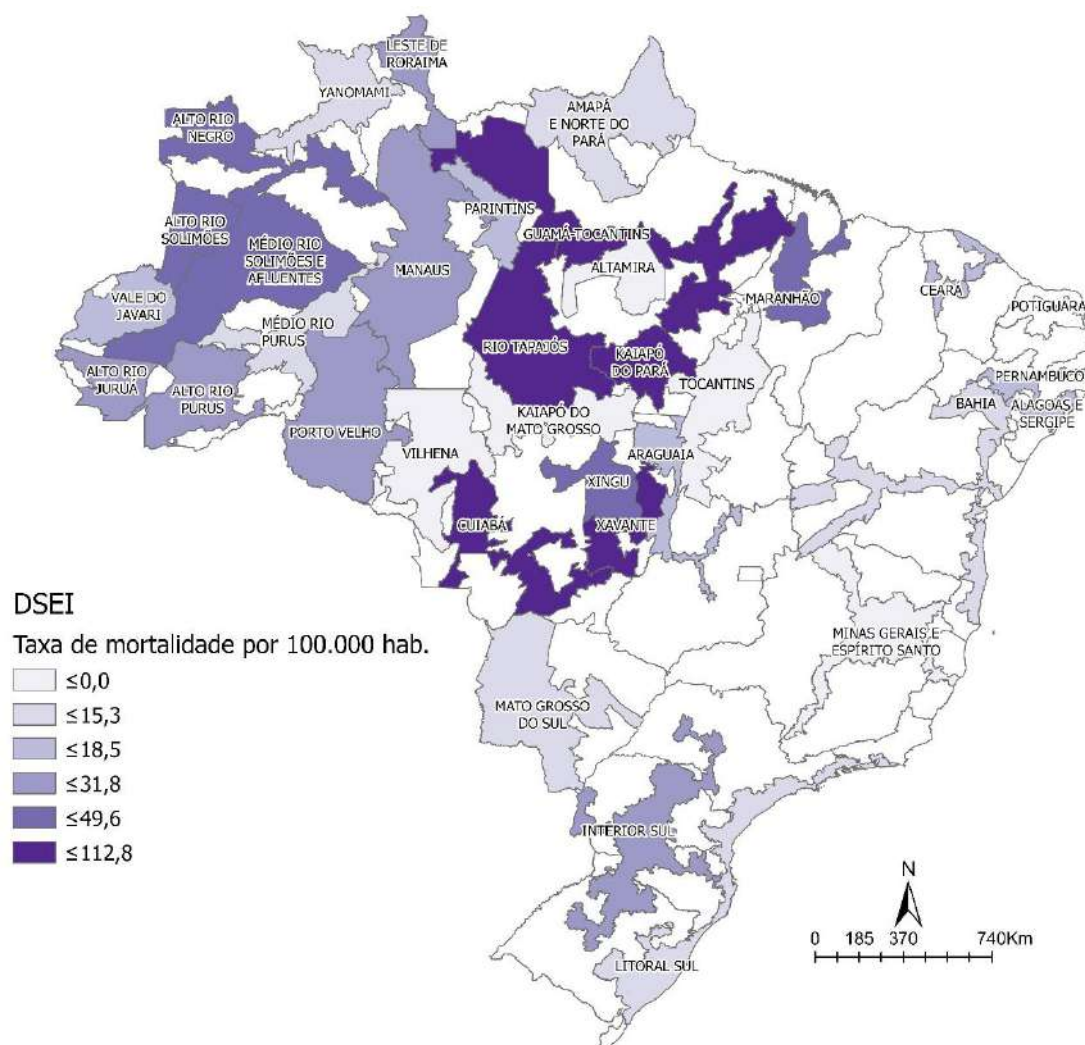 LESTE DE
RORAIMA
YANOMAMI
ALTO RIO
NEGRO
AMAPÁ
E NORTE DO
PARÁ
PARINTINS
ALTO RIO
SOLIMÕES
MÉDIO RIO
SOLIMÕES E
AFLUENTES
GUAMÁ-TOCANTINS
MANAUS
ALTAMIRA
VALE DO
JAVARI
MARANHÃO
CEARÁ
POTIGUARA
MÉDIO RIO
PURUS
RIO TAPAJÓS
KAIAPÓ
DO PARÁ
ALTO RIO
JURUÁ
ALTO RIO
PURUS
TOCANTINS
PERNAMBUCO
BAHIA
ALAGOAS E
SERGIPE
KAIAPÓ DO
MATO GROSSO
PORTO VELHO
VILHENA
ARAGUAIA
XINGU
CUIABÁ
XAVANTE
DSEI
Taxa de mortalidade por 100.000 hab.
≤0,0
≤15,3
≤18,5
≤31,8
≤49,6
≤112,8
MINAS GERAIS E
ESPÍRITO SANTO
MATO GROSSO
DO SUL
INTERIOR SUL
LITORAL SUL
N
0 185 370 740Km